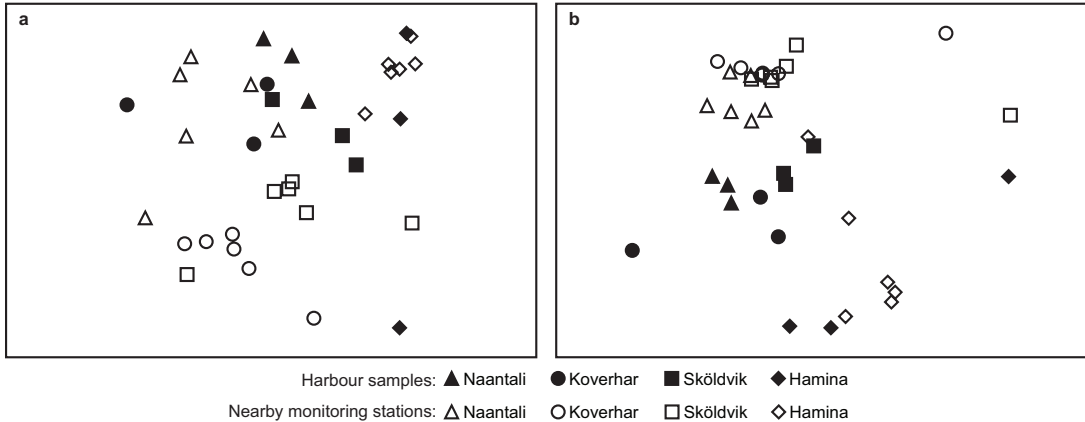 a
b
Harbour samples: Naantali Koverhar Sköldvik Hamina
Nearby monitoring stations: Naantali Koverhar Sköldvik Hamina